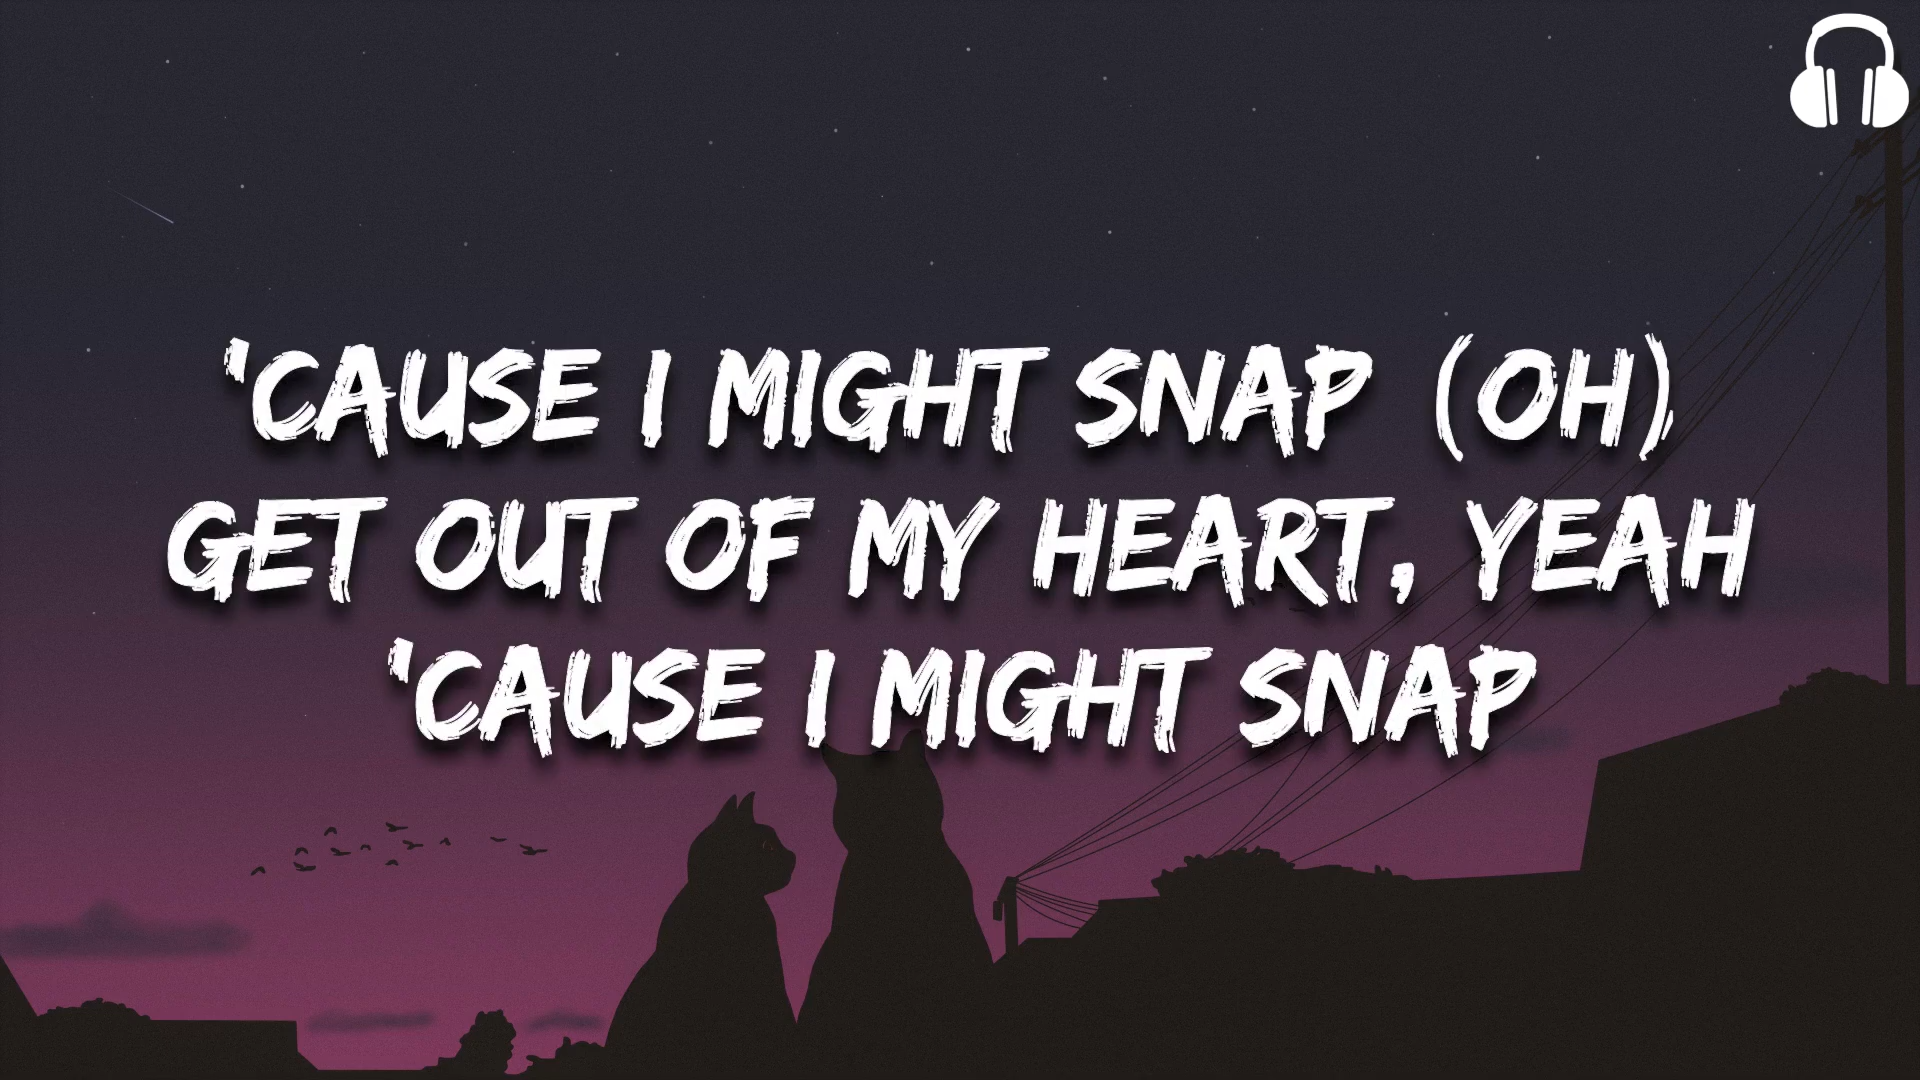 'CAUSE I MIGHT SNAP (OH)
GET OUT OF MY HEART, YEAH
'CAUSE I MIGHT SNAP